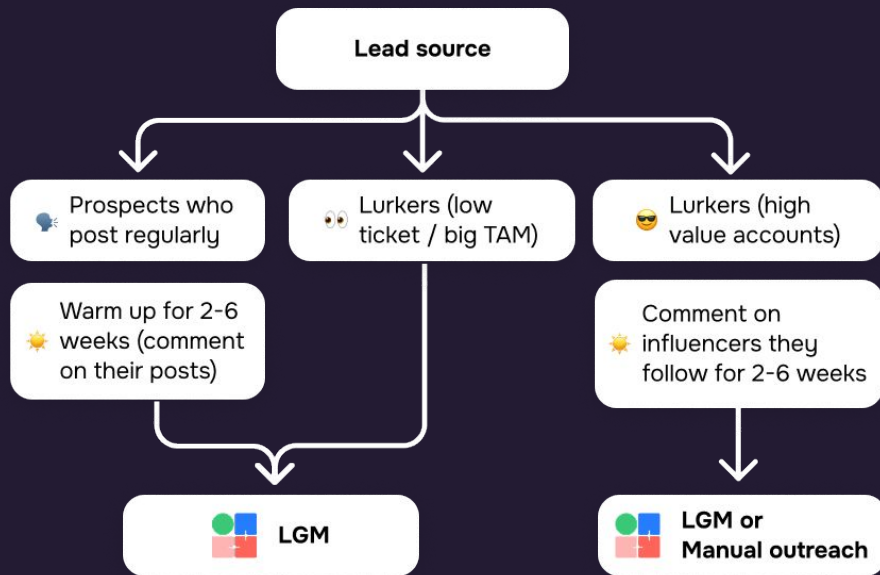 Lead source
Prospects who
post regularly
Lurkers (low
ticket / big TAM)
Lurkers (high
value accounts)
Warm up for 2-6
weeks (comment
on their posts)
Comment on
influencers they
follow for 2-6 weeks
LGM
LGM or
Manual outreach